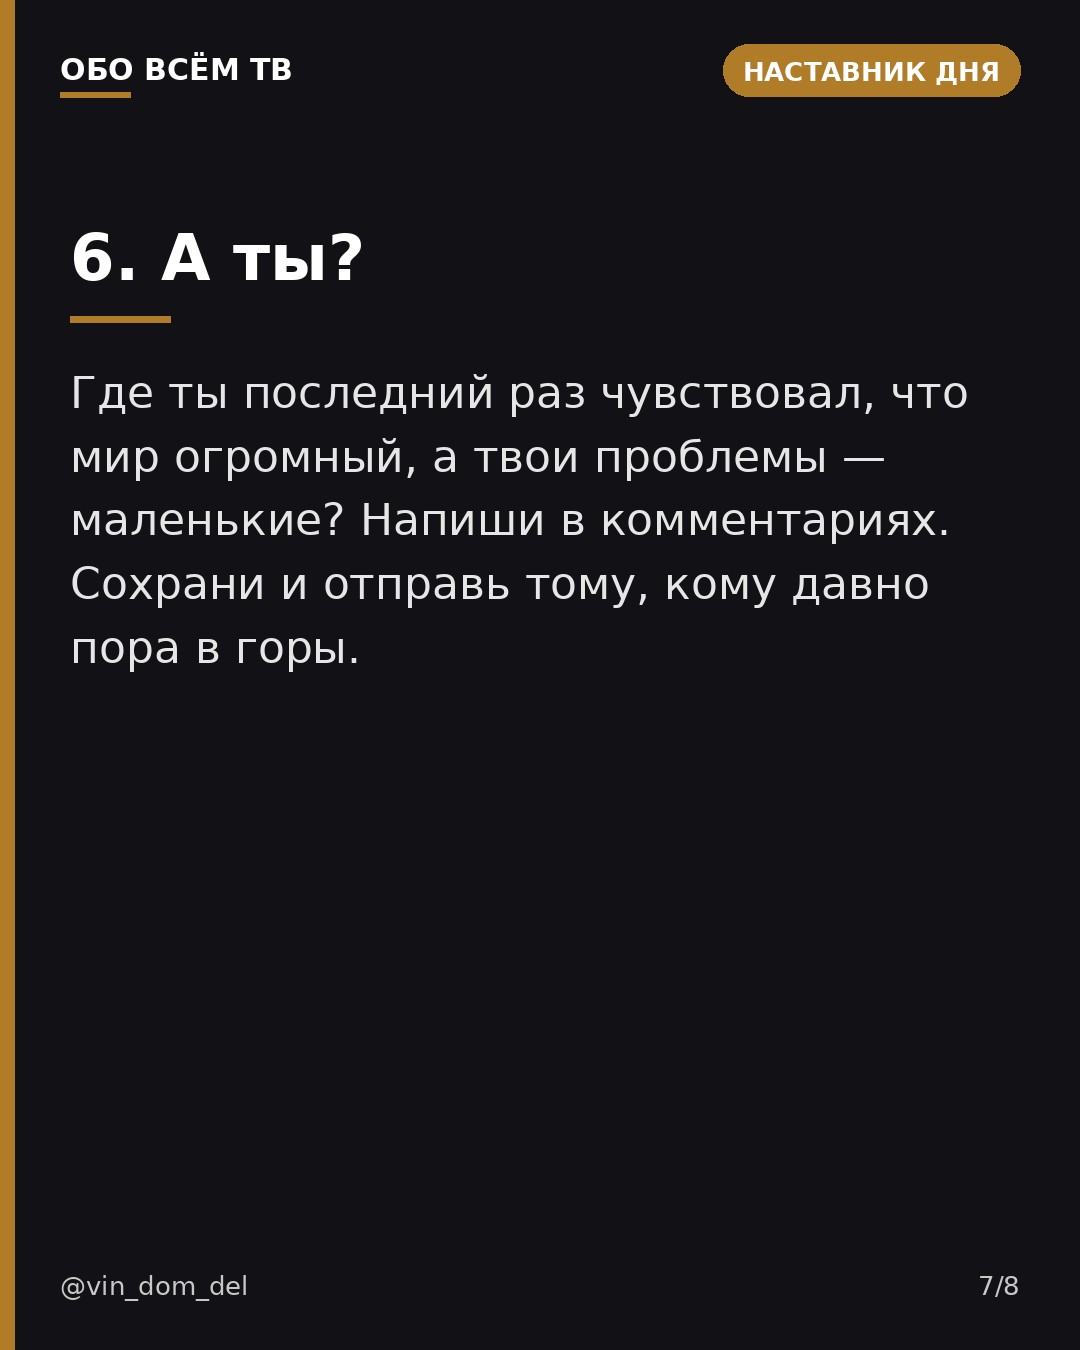 ОБО ВСЁМ ТВ
НАСТАВНИК ДНЯ
6. А ты?
Где ты последний раз чувствовал, что
мир огромный, а твои проблемы —
маленькие? Напиши в комментариях.
Сохрани и отправь тому, кому давно
пора в горы.
@vin_dom_del
7/8